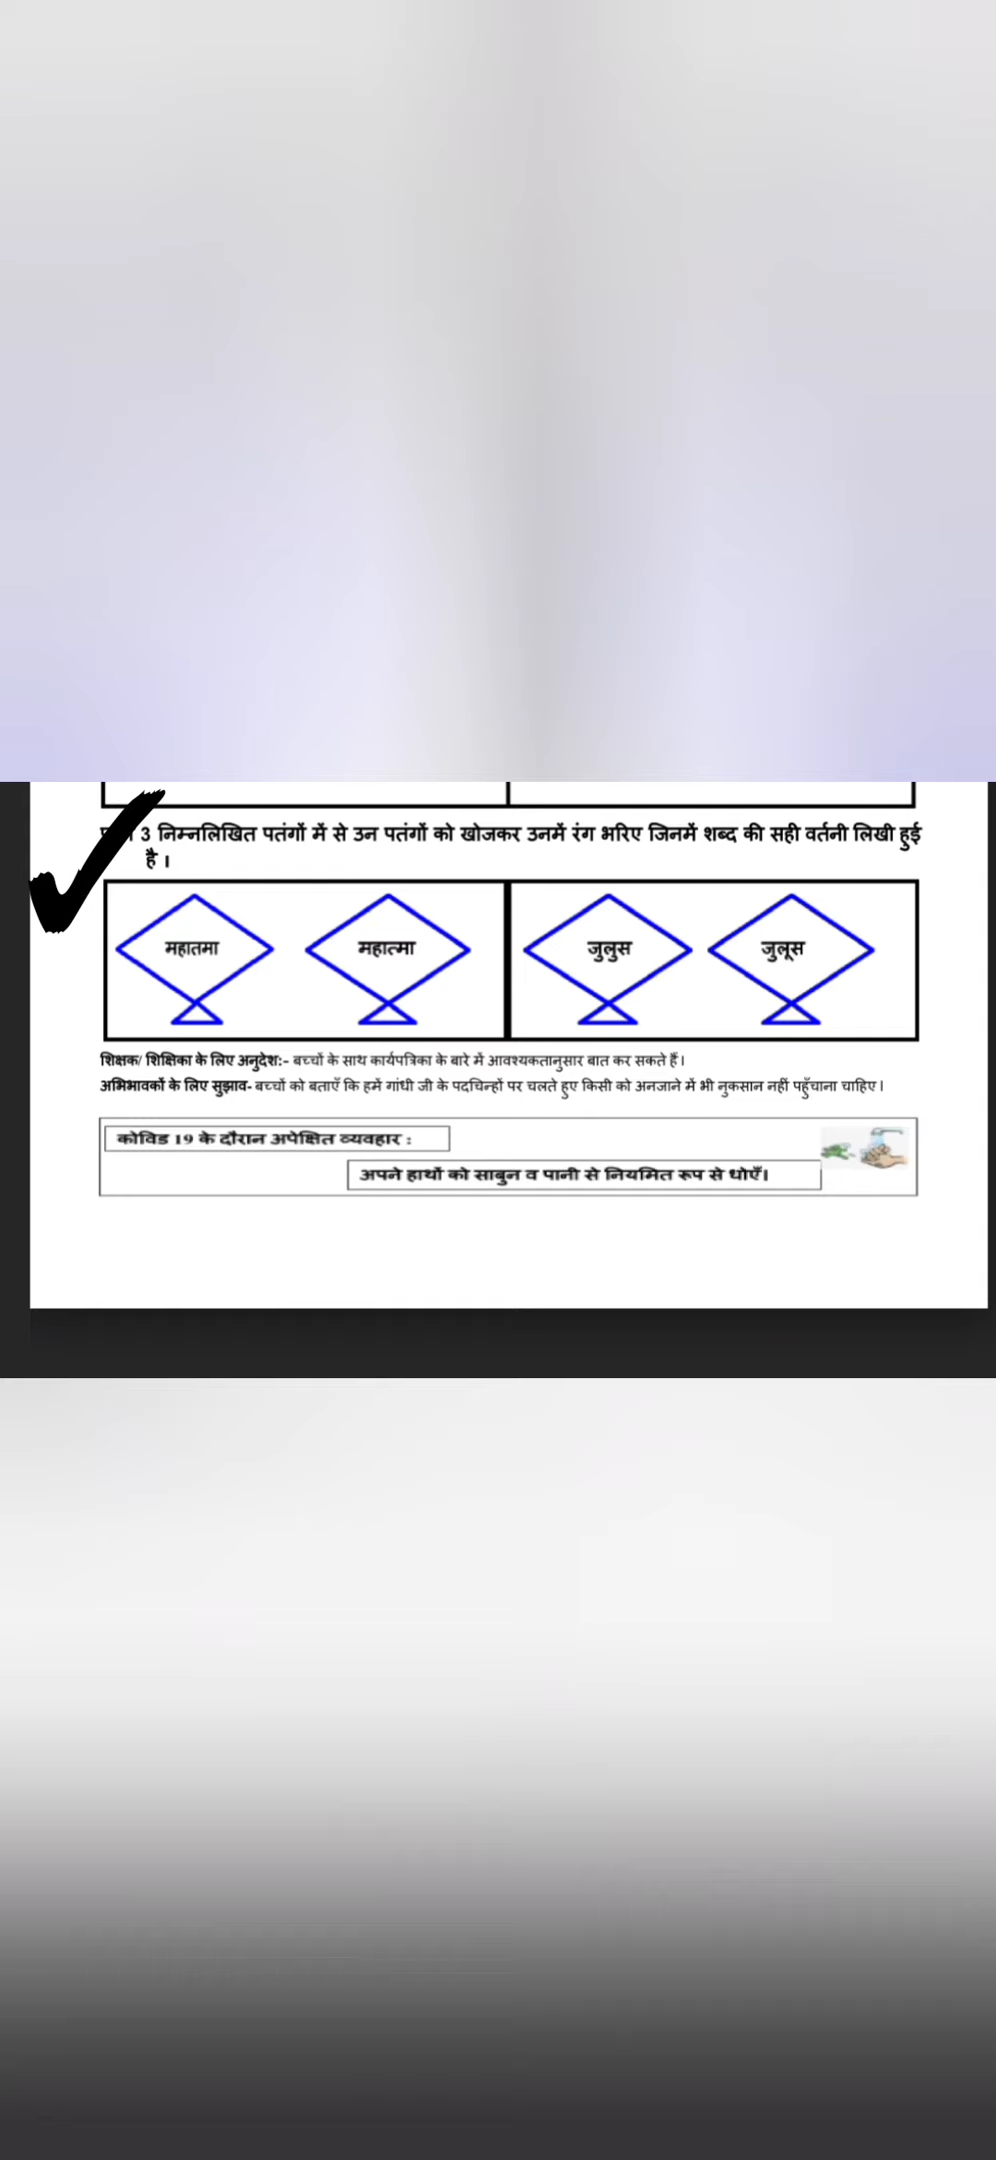 3 निम्नलिखित पतंगों में से उन पतंगों को खोजकर उनमें रंग भरिए जिनमें शब्द की सही वर्तनी लिखी हुई
है ।
महातमा महात्मा जुलुस जुलूस
शिक्षक/ शिक्षिका के लिए अनुदेश:- बच्चों के साथ कार्यपत्रिका के बारे में आवश्यकतानुसार बात कर सकते हैं ।
अभिभावकों के लिए सुझाव- बच्चों को बताएँ कि हमें गांधी जी के पदचिन्हों पर चलते हुए किसी को अनजाने में भी नुकसान नहीं पहुँचाना चाहिए ।
कोविड 19 के दौरान अपेक्षित व्यवहार :
अपने हाथों को साबुन व पानी से नियमित रूप से धोएँ।